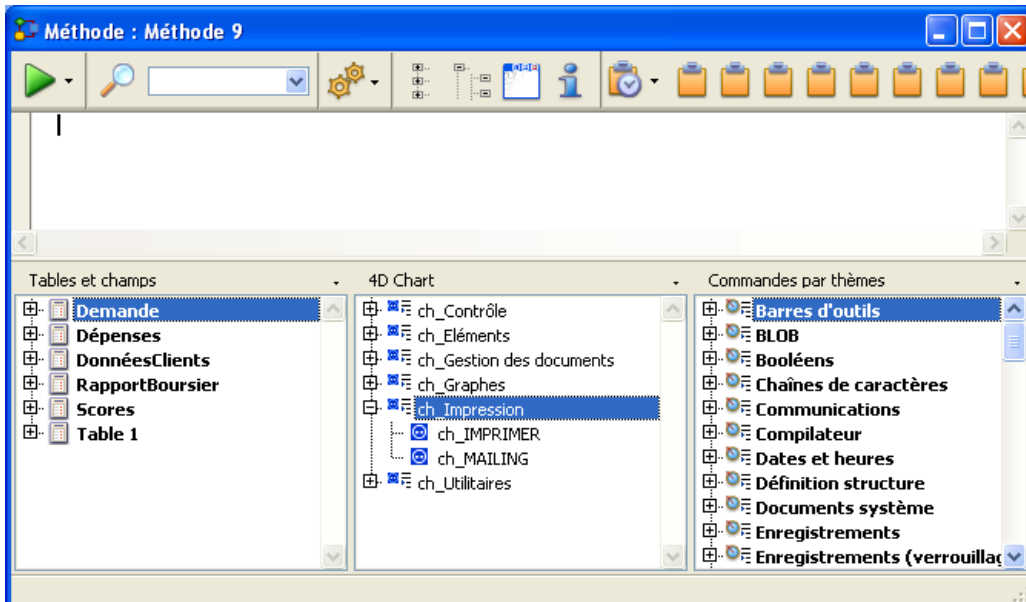 Méthode : Méthode 9
Tables et champs
Demande
Dépenses
DonnéesClients
RapportBoursier
Scores
Table 1
4D Chart
ch_Contrôle
ch_Eléments
ch_Gestion des documents
ch_Graphes
ch_Impression
ch_IMPRIMER
ch_MAILING
ch_Utilitaires
Commandes par thèmes
Barres d'outils
BLOB
Booléens
Chaînes de caractères
Communications
Compilateur
Dates et heures
Définition structure
Documents système
Enregistrements
Enregistrements (verrouillag